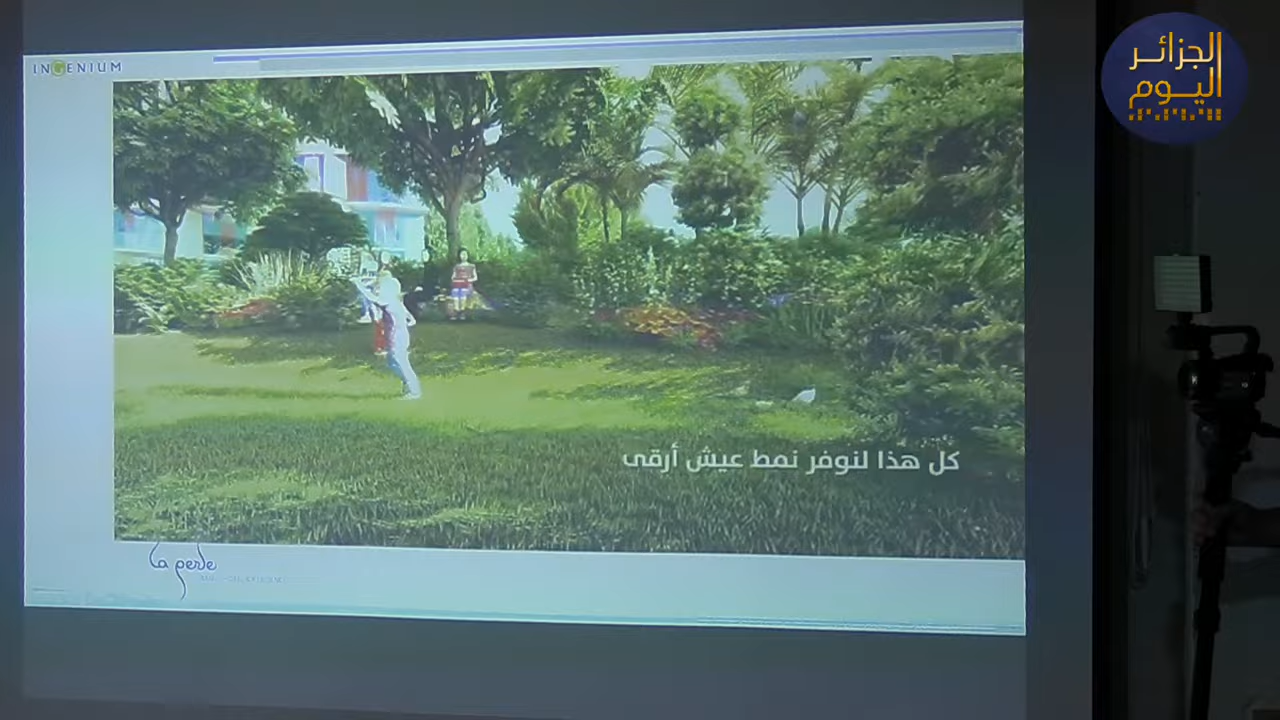 INGENIUM
الجزائر
اليوم
كل هذا لنوفر نمط عيش أرقى
La perle